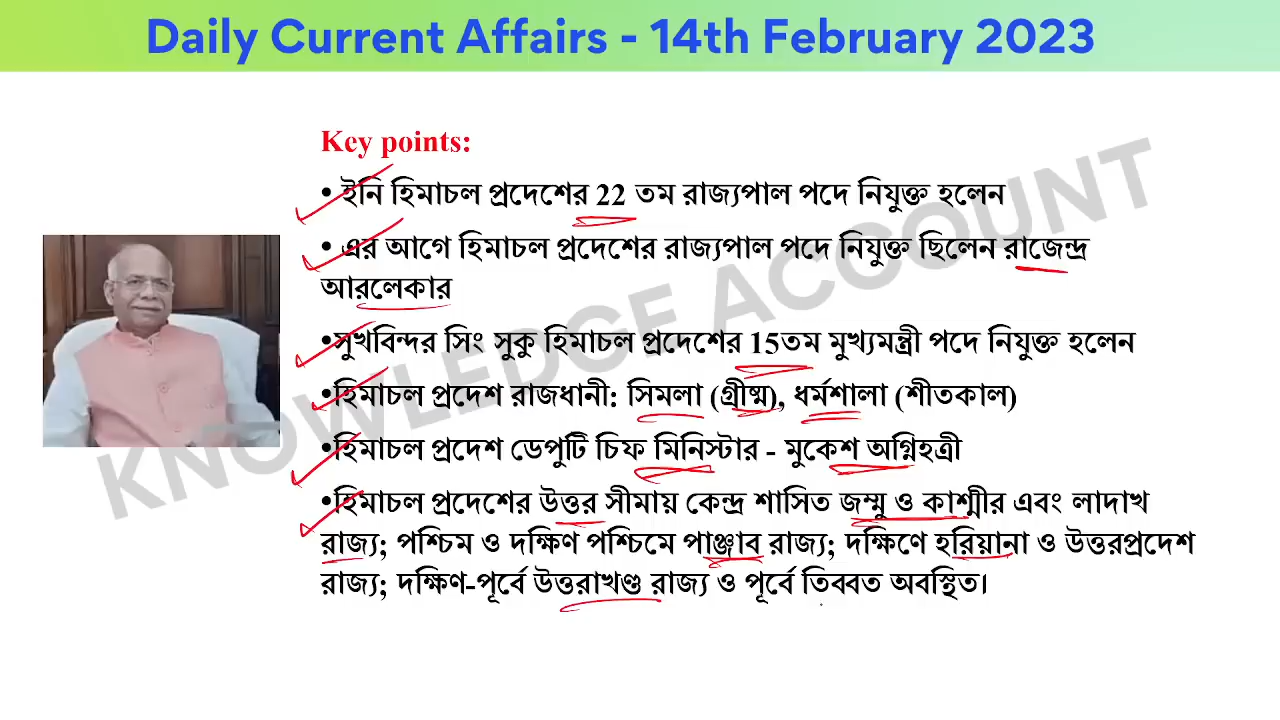 Daily Current Affairs - 14th February 2023
Key points:
• ইনি হিমাচল প্রদেশের 22 তম রাজ্যপাল পদে নিযুক্ত হলেন
• এর আগে হিমাচল প্রদেশের রাজ্যপাল পদে নিযুক্ত ছিলেন রাজেন্দ্র
আরলেকার
•সুখবিন্দর সিং সুকু হিমাচল প্রদেশের 15তম মুখ্যমন্ত্রী পদে নিযুক্ত হলেন
•হিমাচল প্রদেশ রাজধানী: সিমলা (গ্রীষ্ম), ধর্মশালা (শীতকাল)
•হিমাচল প্রদেশ ডেপুটি চিফ মিনিস্টার - মুকেশ অগ্নিহত্রী
•হিমাচল প্রদেশের উত্তর সীমায় কেন্দ্র শাসিত জম্মু ও কাশ্মীর এবং লাদাখ
রাজ্য; পশ্চিম ও দক্ষিণ পশ্চিমে পাঞ্জাব রাজ্য; দক্ষিণে হরিয়ানা ও উত্তরপ্রদেশ
রাজ্য; দক্ষিণ-পূর্বে উত্তরাখণ্ড রাজ্য ও পূর্বে তিব্বত অবস্থিত।
KNOWLEDGE ACCOUNT